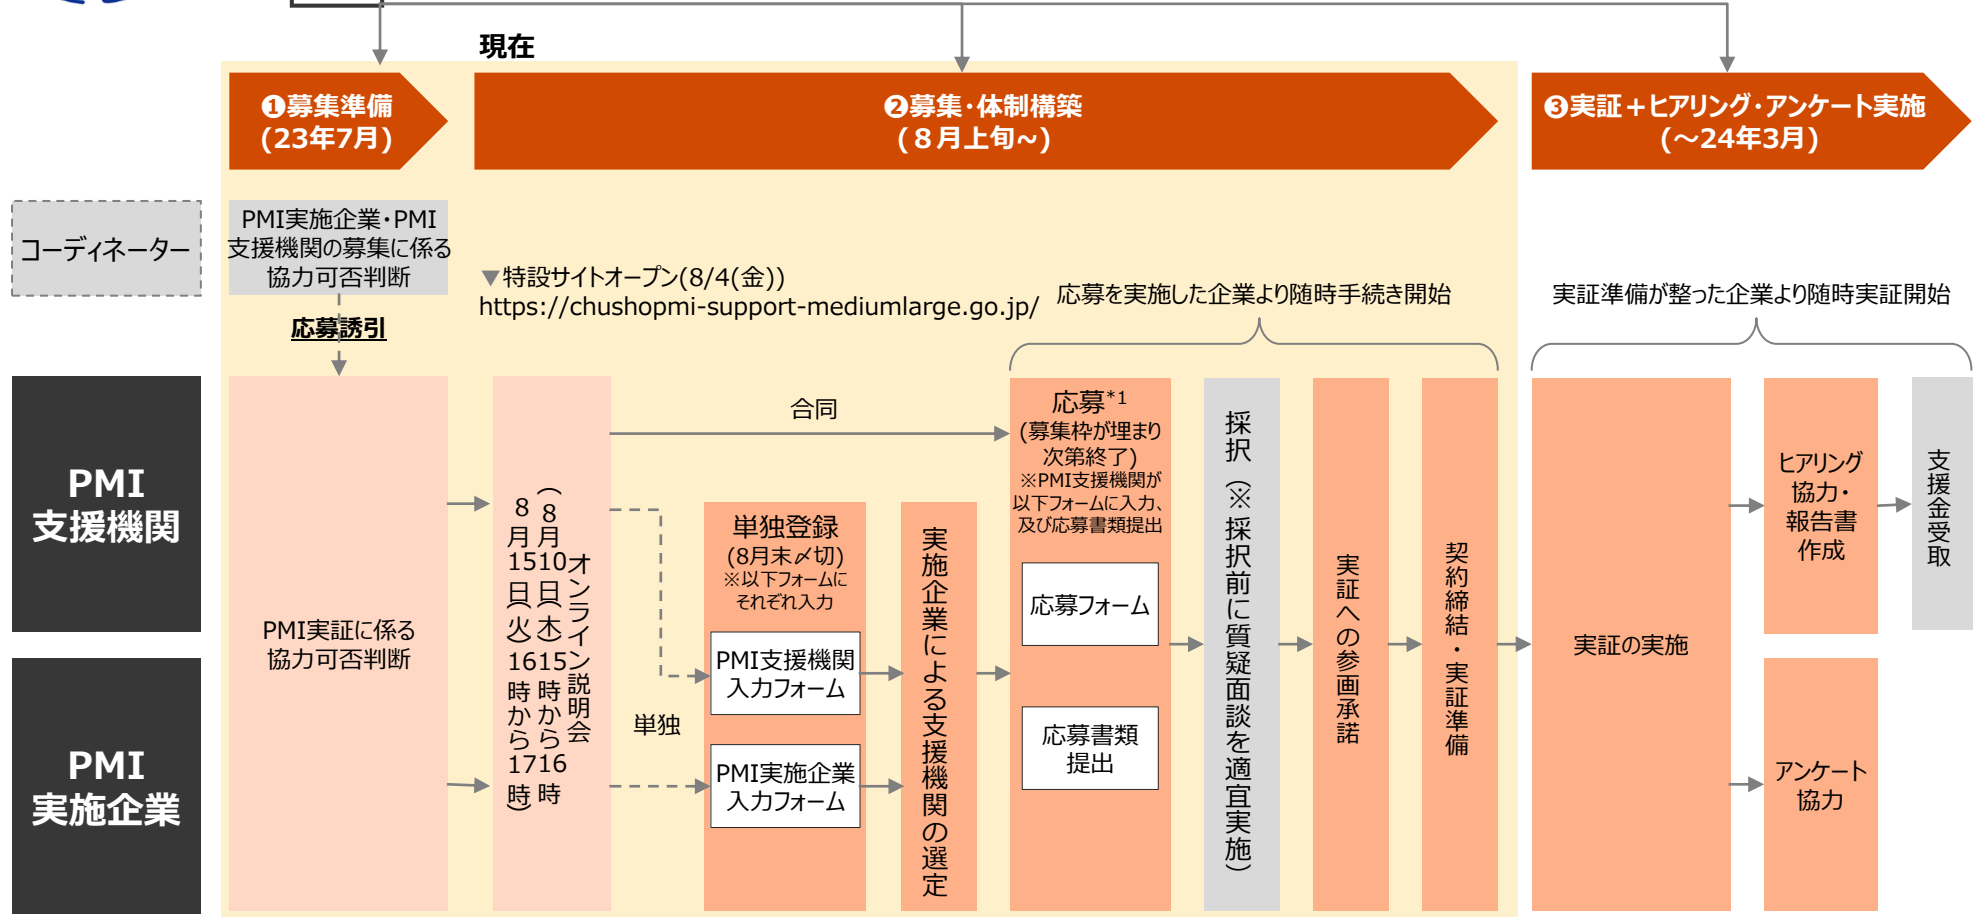 現在
❶募集準備
(23年7月)
❷募集・体制構築
(８月上旬~)
❸実証＋ヒアリング・アンケート実施
(～24年3月)
コーディネーター
PMI実施企業・PMI
支援機関の募集に係る
協力可否判断
応募誘引
▼特設サイトオープン(8/4(金))
https://chushopmi-support-mediumlarge.go.jp/
応募を実施した企業より随時手続き開始
実証準備が整った企業より随時実証開始
PMI
支援機関
PMI
実施企業
PMI実証に係る
協力可否判断
オンライン説明会
(8月10日(木)15時から16時
8月15日(火)16時から17時)
合同
単独
単独登録
(8月末〆切)
※以下フォームに
それぞれ入力
PMI支援機関
入力フォーム
PMI実施企業
入力フォーム
実施企業による支援機関の選定
応募*1
(募集枠が埋まり
次第終了)
※PMI支援機関が
以下フォームに入力、
及び応募書類提出
応募フォーム
応募書類
提出
採択（※採択前に質疑面談を適宜実施）
実証への参画承諾
契約締結・実証準備
実証の実施
ヒアリング
協力・
報告書
作成
アンケート
協力
支援金受取